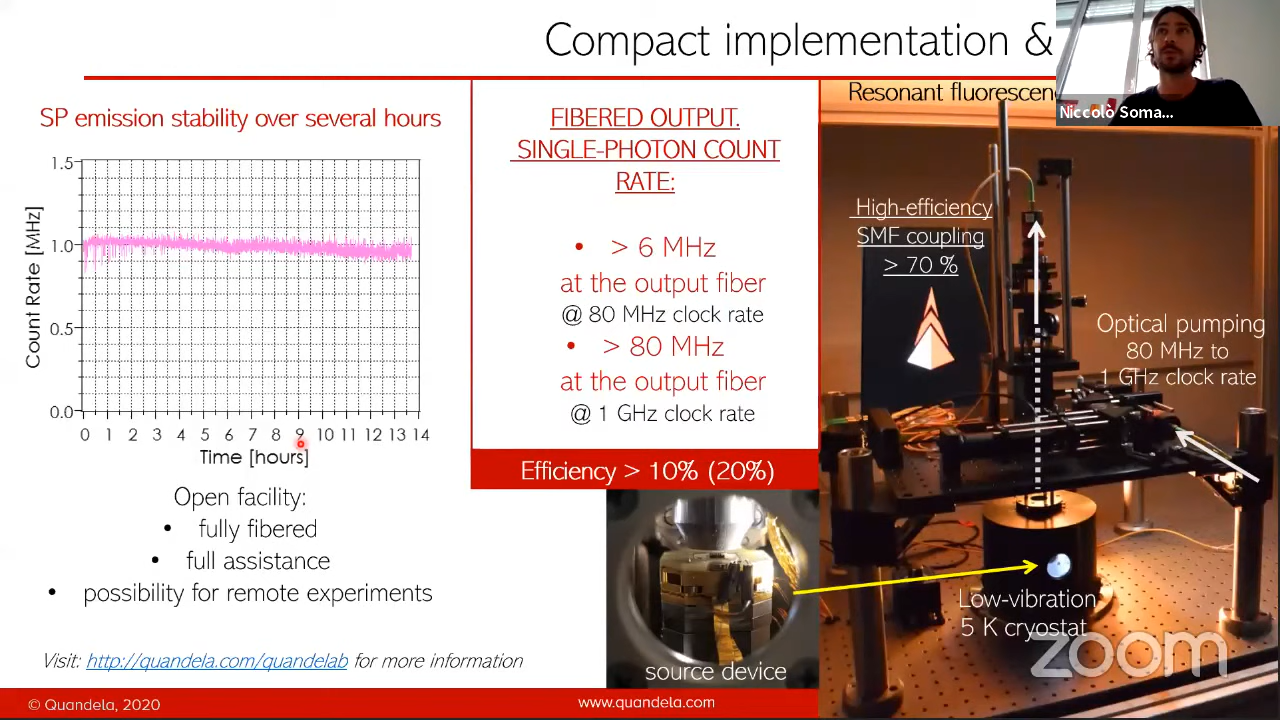 Compact implementation &
Niccolò Soma...
SP emission stability over several hours
1.5
1.0
0.5
0.0
Count Rate [MHz]
0 1 2 3 4 5 6 7 8 9 10 11 12 13 14
Time [hours]
Open facility:
• fully fibered
• full assistance
• possibility for remote experiments
Visit: http://quandela.com/quandelab for more information
FIBERED OUTPUT.
SINGLE-PHOTON COUNT
RATE:
• > 6 MHz
at the output fiber
@ 80 MHz clock rate
• > 80 MHz
at the output fiber
@ 1 GHz clock rate
Efficiency > 10% (20%)
source device
Resonant fluorescen
High-efficiency
SMF coupling
> 70 %
Optical pumping
80 MHz to
1 GHz clock rate
Low-vibration
5 K cryostat
zoom
© Quandela, 2020
www.quandela.com